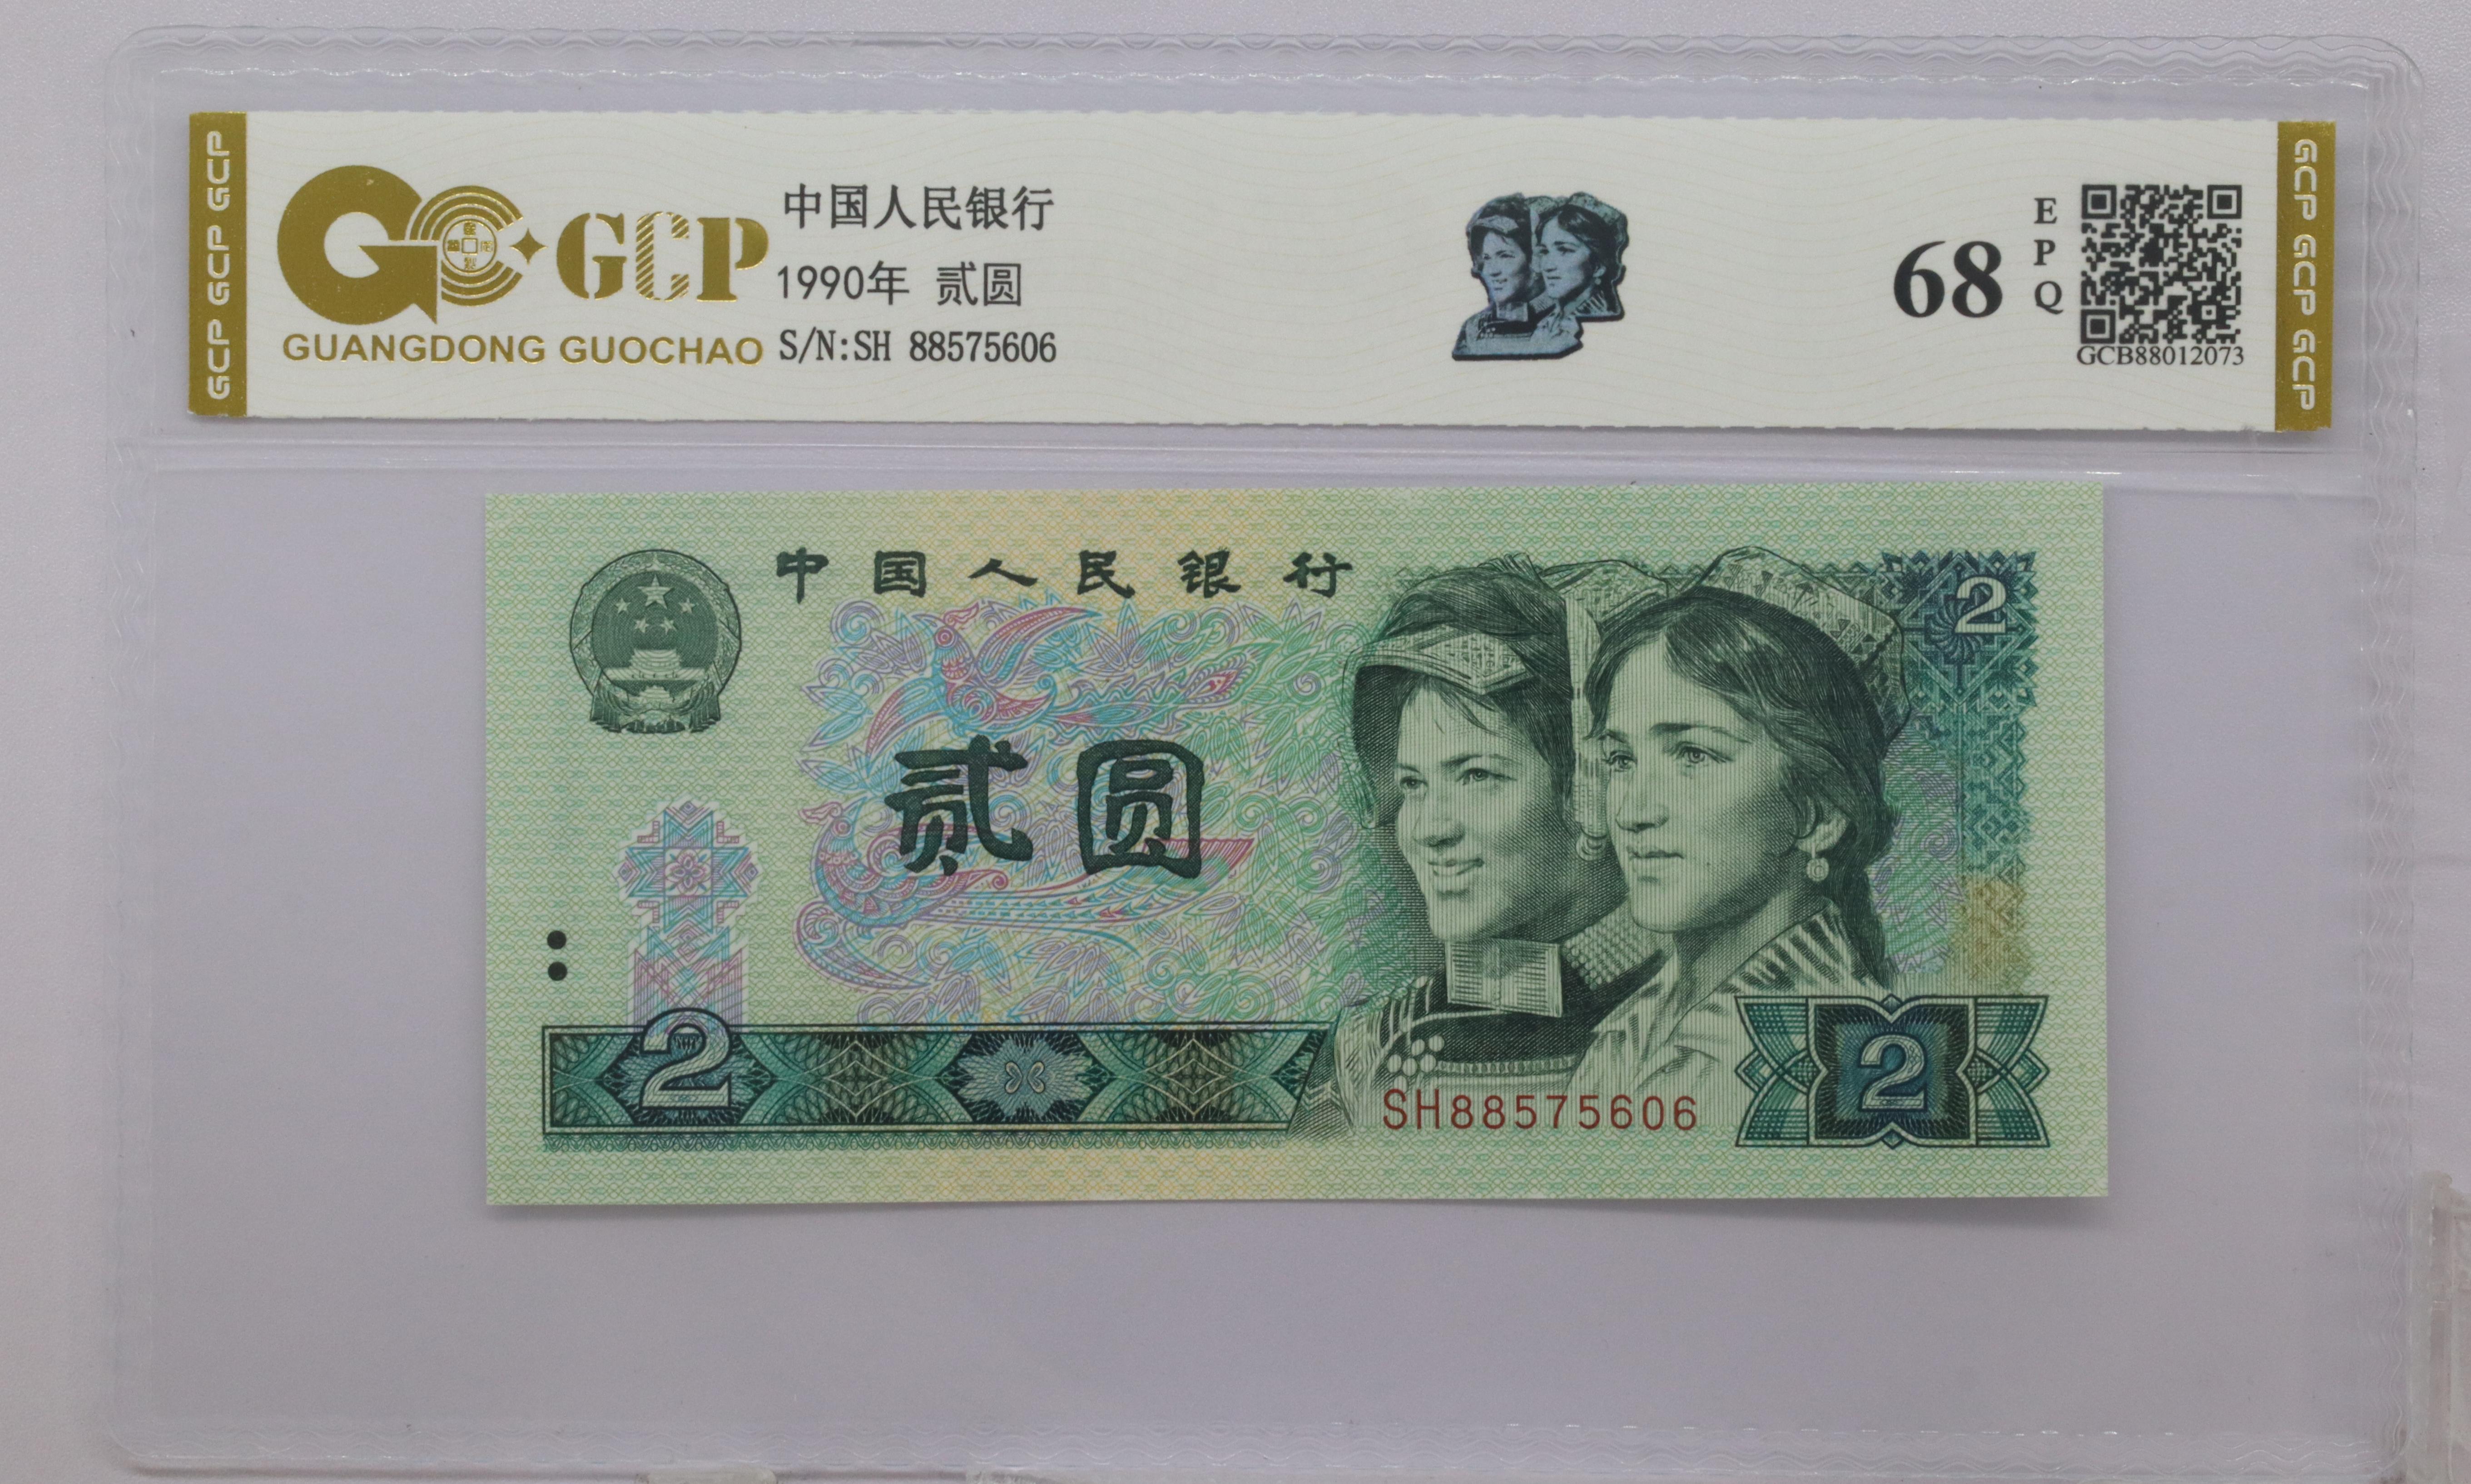 GCP GCP GCP
GCP
GUANGDONG GUOCHAO
中国人民银行
1990年 贰圆
S/N:SH 88575606
68
EPQ
GCB88012073
GCP GCP GCP
中国人民银行
2
贰圆
2
SH88575606
2